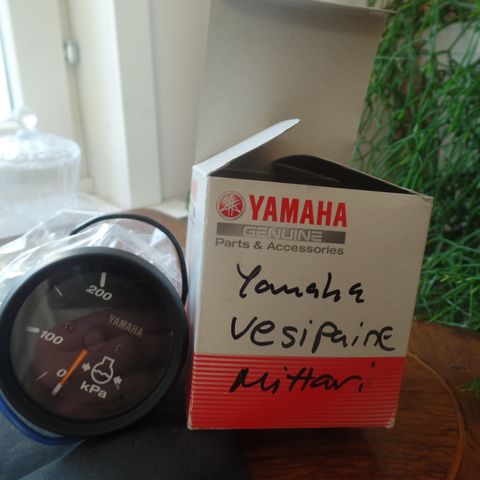 200
YAMAHA
100
0
kPa
YAMAHA
GENUINE
Parts & Accessories
Yamaha
vesipaine
Mittari